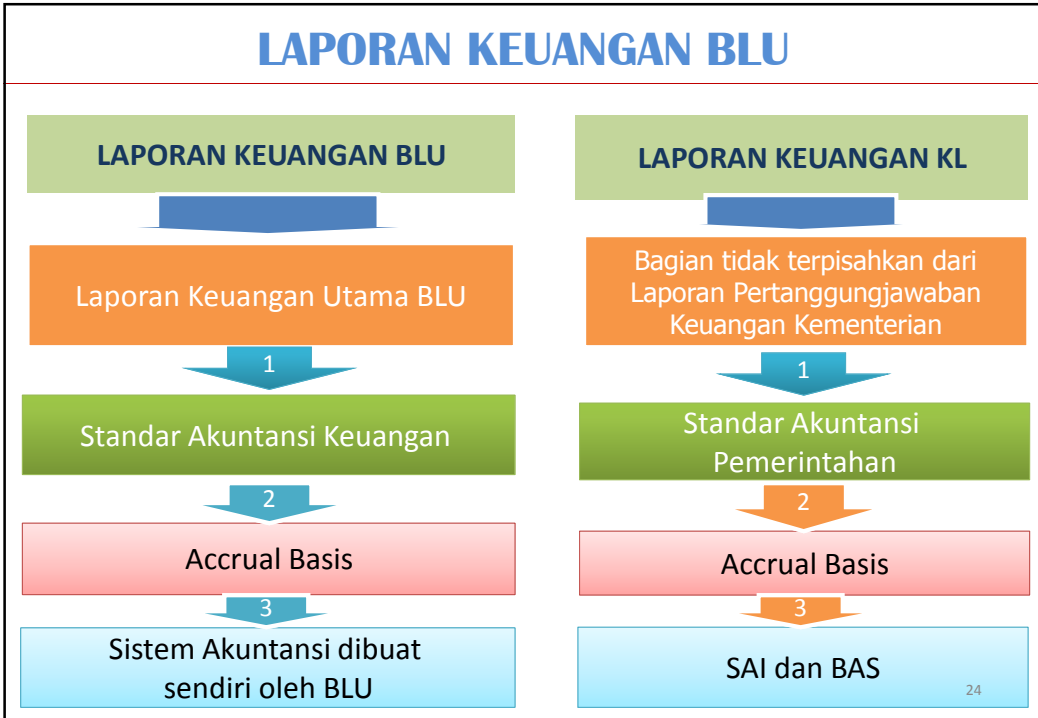 LAPORAN KEUANGAN BLU
LAPORAN KEUANGAN BLU
Laporan Keuangan Utama BLU
1
Standar Akuntansi Keuangan
2
Accrual Basis
3
Sistem Akuntansi dibuat
sendiri oleh BLU
LAPORAN KEUANGAN KL
Bagian tidak terpisahkan dari
Laporan Pertanggungjawaban
Keuangan Kementerian
1
Standar Akuntansi
Pemerintahan
2
Accrual Basis
3
SAI dan BAS
24